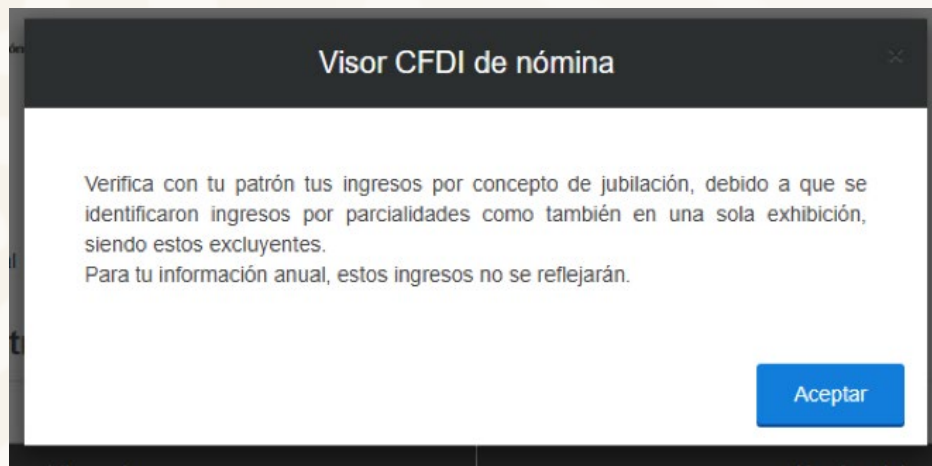 Visor CFDI de nómina
Verifica con tu patrón tus ingresos por concepto de jubilación, debido a que se
identificaron ingresos por parcialidades como también en una sola exhibición,
siendo estos excluyentes.
Para tu información anual, estos ingresos no se reflejarán.
Aceptar